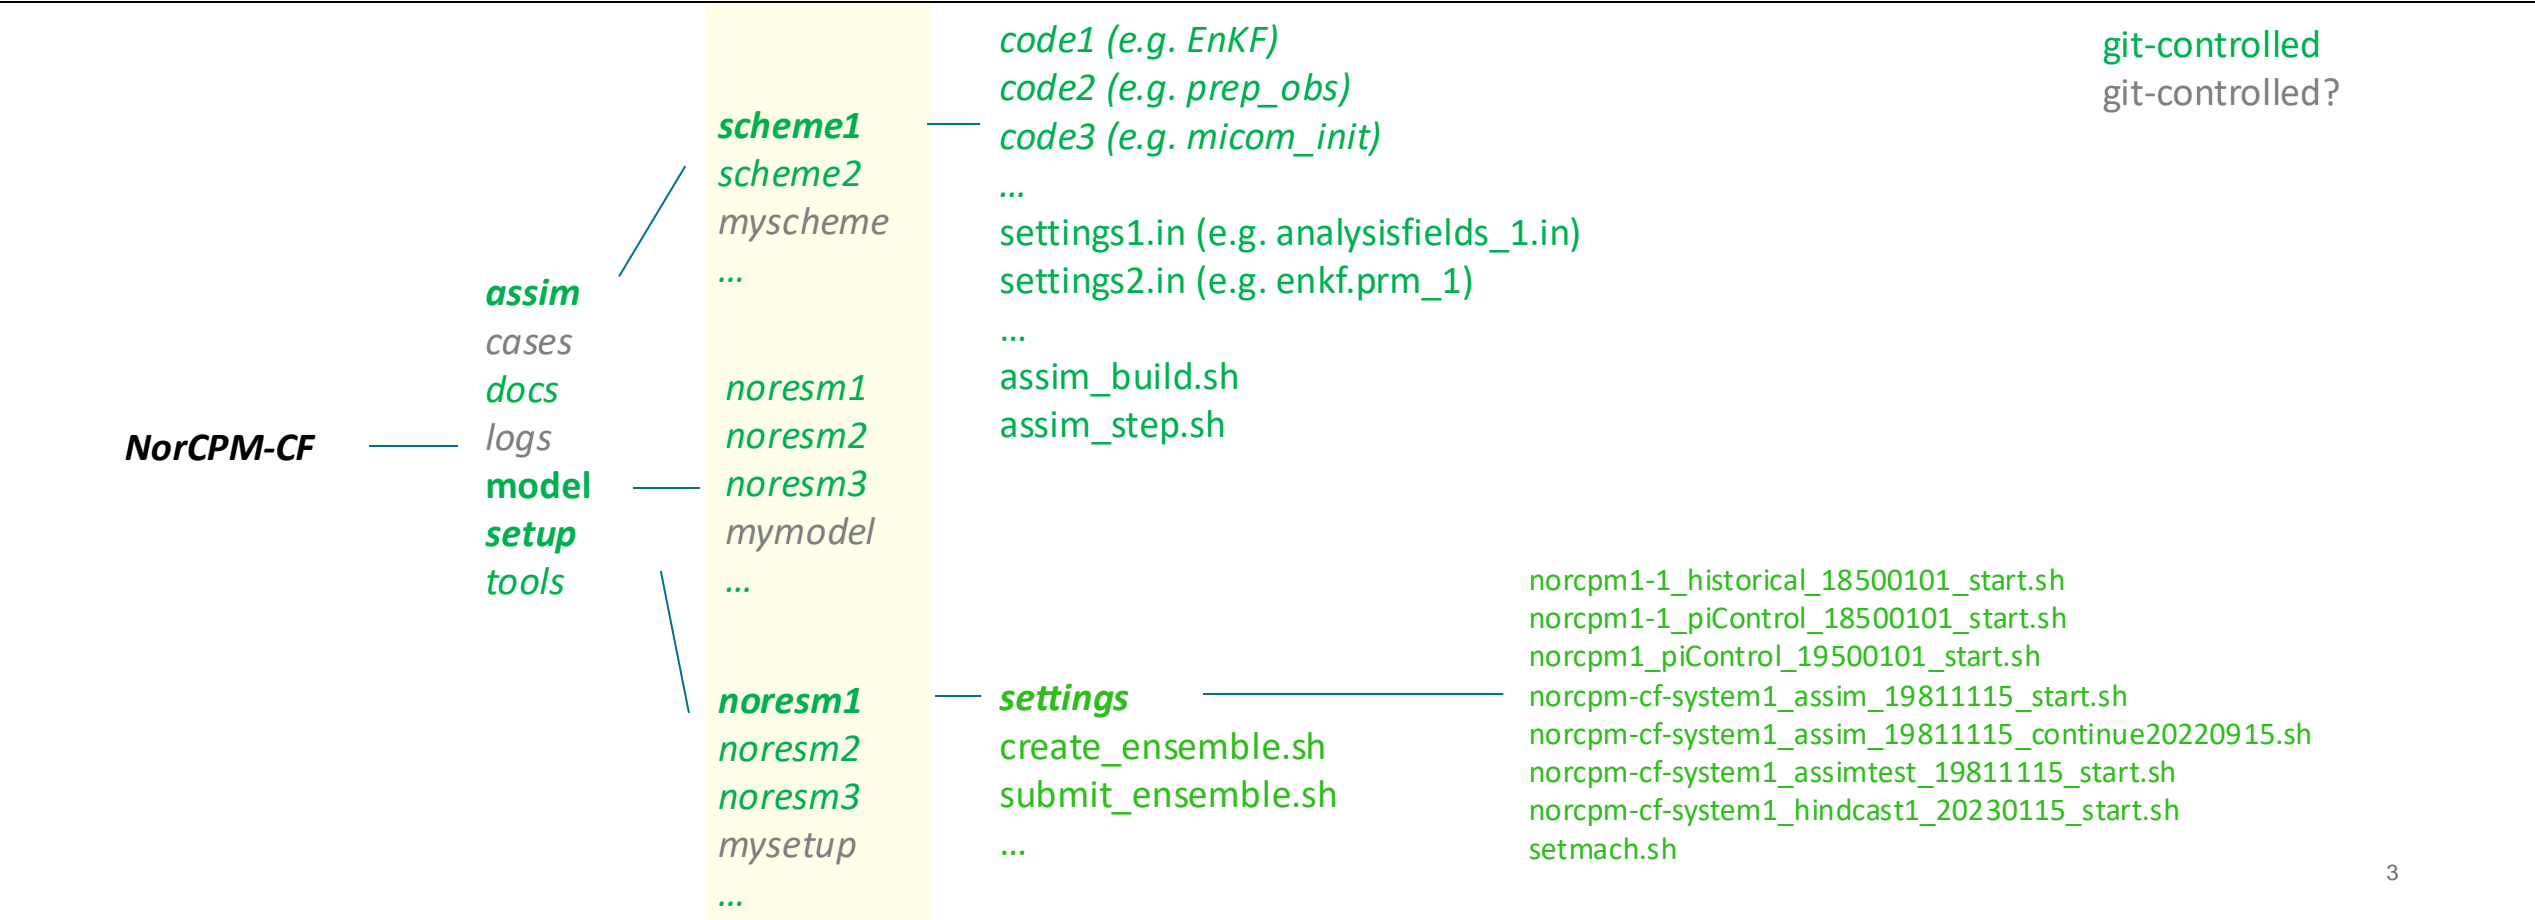 NorCPM-CF
assim
cases
docs
logs
model
setup
tools
scheme1
scheme2
myscheme
...
noresm1
noresm2
noresm3
mymodel
...
noresm1
noresm2
noresm3
mysetup
...
code1 (e.g. EnKF)
code2 (e.g. prep_obs)
code3 (e.g. micom_init)
...
settings1.in (e.g. analysisfields_1.in)
settings2.in (e.g. enkf.prm_1)
...
assim_build.sh
assim_step.sh
settings
create_ensemble.sh
submit_ensemble.sh
...
norcpm1-1_historical_18500101_start.sh
norcpm1-1_piControl_18500101_start.sh
norcpm1_piControl_19500101_start.sh
norcpm-cf-system1_assim_19811115_start.sh
norcpm-cf-system1_assim_19811115_continue20220915.sh
norcpm-cf-system1_assimtest_19811115_start.sh
norcpm-cf-system1_hindcast1_20230115_start.sh
setmach.sh
git-controlled
git-controlled?
3